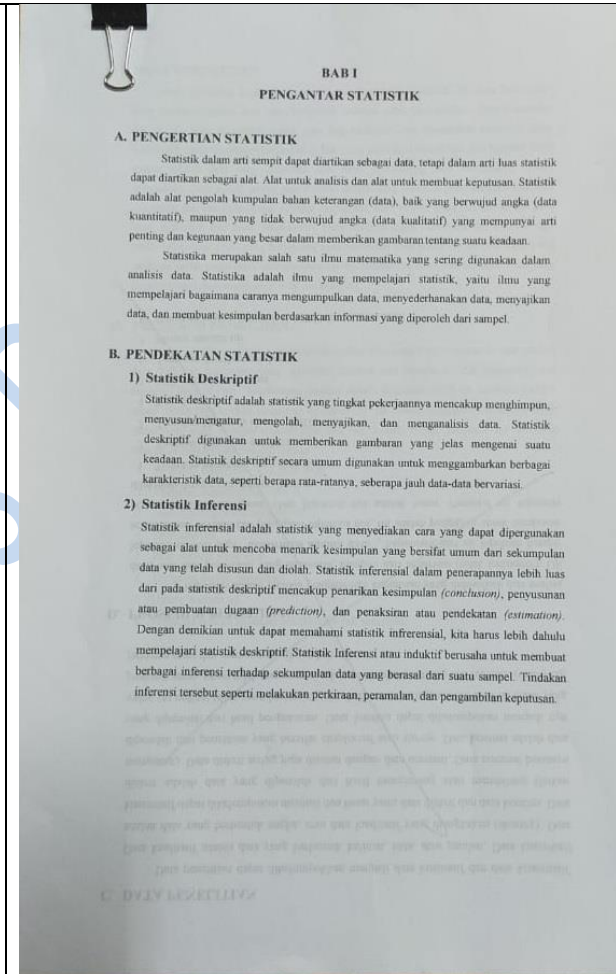 BAB I
PENGANTAR STATISTIK
A. PENGERTIAN STATISTIK
Statistik dalam arti sempit dapat diartikan sebagai data, tetapi dalam arti luas statistik
dapat diartikan sebagai alat. Alat untuk analisis dan alat untuk membuat keputusan. Statistik
adalah alat pengolah kumpulan bahan keterangan (data), baik yang berwujud angka (data
kuantitatif), maupun yang tidak berwujud angka (data kualitatif) yang mempunyai arti
penting dan kegunaan yang besar dalam memberikan gambaran tentang suatu keadaan.
Statistika merupakan salah satu ilmu matematika yang sering digunakan dalam
analisis data. Statistika adalah ilmu yang mempelajari statistik, yaitu ilmu yang
mempelajari bagaimana caranya mengumpulkan data, menyederhanakan data, menyajikan
data, dan membuat kesimpulan berdasarkan informasi yang diperoleh dari sampel.
B. PENDEKATAN STATISTIK
1) Statistik Deskriptif
Statistik deskriptif adalah statistik yang tingkat pekerjaannya mencakup menghimpun,
menyusun/mengatur, mengolah, menyajikan, dan menganalisis data. Statistik
deskriptif digunakan untuk memberikan gambaran yang jelas mengenai suatu
keadaan. Statistik deskriptif secara umum digunakan untuk menggambarkan berbagai
karakteristik data, seperti berapa rata-ratanya, seberapa jauh data-data bervariasi.
2) Statistik Inferensi
Statistik inferensial adalah statistik yang menyediakan cara yang dapat dipergunakan
sebagai alat untuk mencoba menarik kesimpulan yang bersifat umum dari sekumpulan
data yang telah disusun dan diolah. Statistik inferensial dalam penerapannya lebih luas
dari pada statistik deskriptif mencakup penarikan kesimpulan (conclusion), penyusunan
atau pembuatan dugaan (prediction), dan penaksiran atau pendekatan (estimation).
Dengan demikian untuk dapat memahami statistik infrerensial, kita harus lebih dahulu
mempelajari statistik deskriptif. Statistik Inferensi atau induktif berusaha untuk membuat
berbagai inferensi terhadap sekumpulan data yang berasal dari suatu sampel. Tindakan
inferensi tersebut seperti melakukan perkiraan, peramalan, dan pengambilan keputusan.